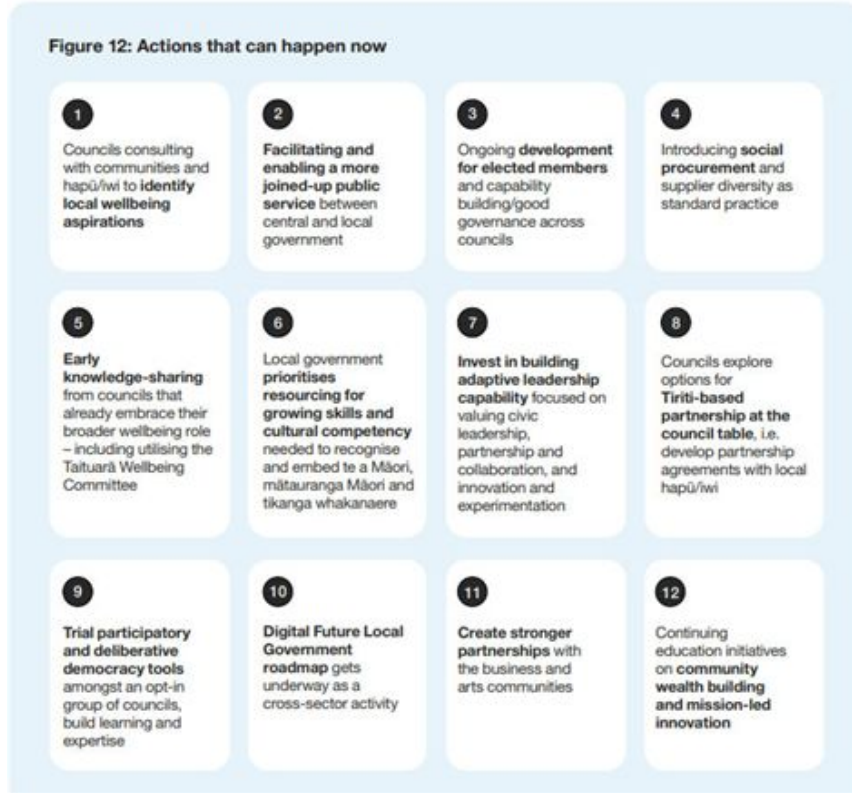 Figure 12: Actions that can happen now
1
Councils consulting
with communities and
hapū/iwi to identify
local wellbeing
aspirations
2
Facilitating and
enabling a more
joined-up public
service between
central and local
government
3
Ongoing development
for elected members
and capability
building/good
governance across
councils
4
Introducing social
procurement and
supplier diversity as
standard practice
5
Early
knowledge-sharing
from councils that
already embrace their
broader wellbeing role
– including utilising the
Taituarā Wellbeing
Committee
6
Local government
prioritises
resourcing for
growing skills and
cultural competency
needed to recognise
and embed te a Māori,
mātauranga Māori and
tikanga whakanaere
7
Invest in building
adaptive leadership
capability focused on
valuing civic
leadership,
partnership and
collaboration, and
innovation and
experimentation
8
Councils explore
options for
Tiriti-based
partnership at the
council table, i.e.
develop partnership
agreements with local
hapū/iwi
9
Trial participatory
and deliberative
democracy tools
amongst an opt-in
group of councils,
build learning and
expertise
10
Digital Future Local
Government
roadmap gets
underway as a
cross-sector activity
11
Create stronger
partnerships with
the business and
arts communities
12
Continuing
education initiatives
on community
wealth building
and mission-led
innovation